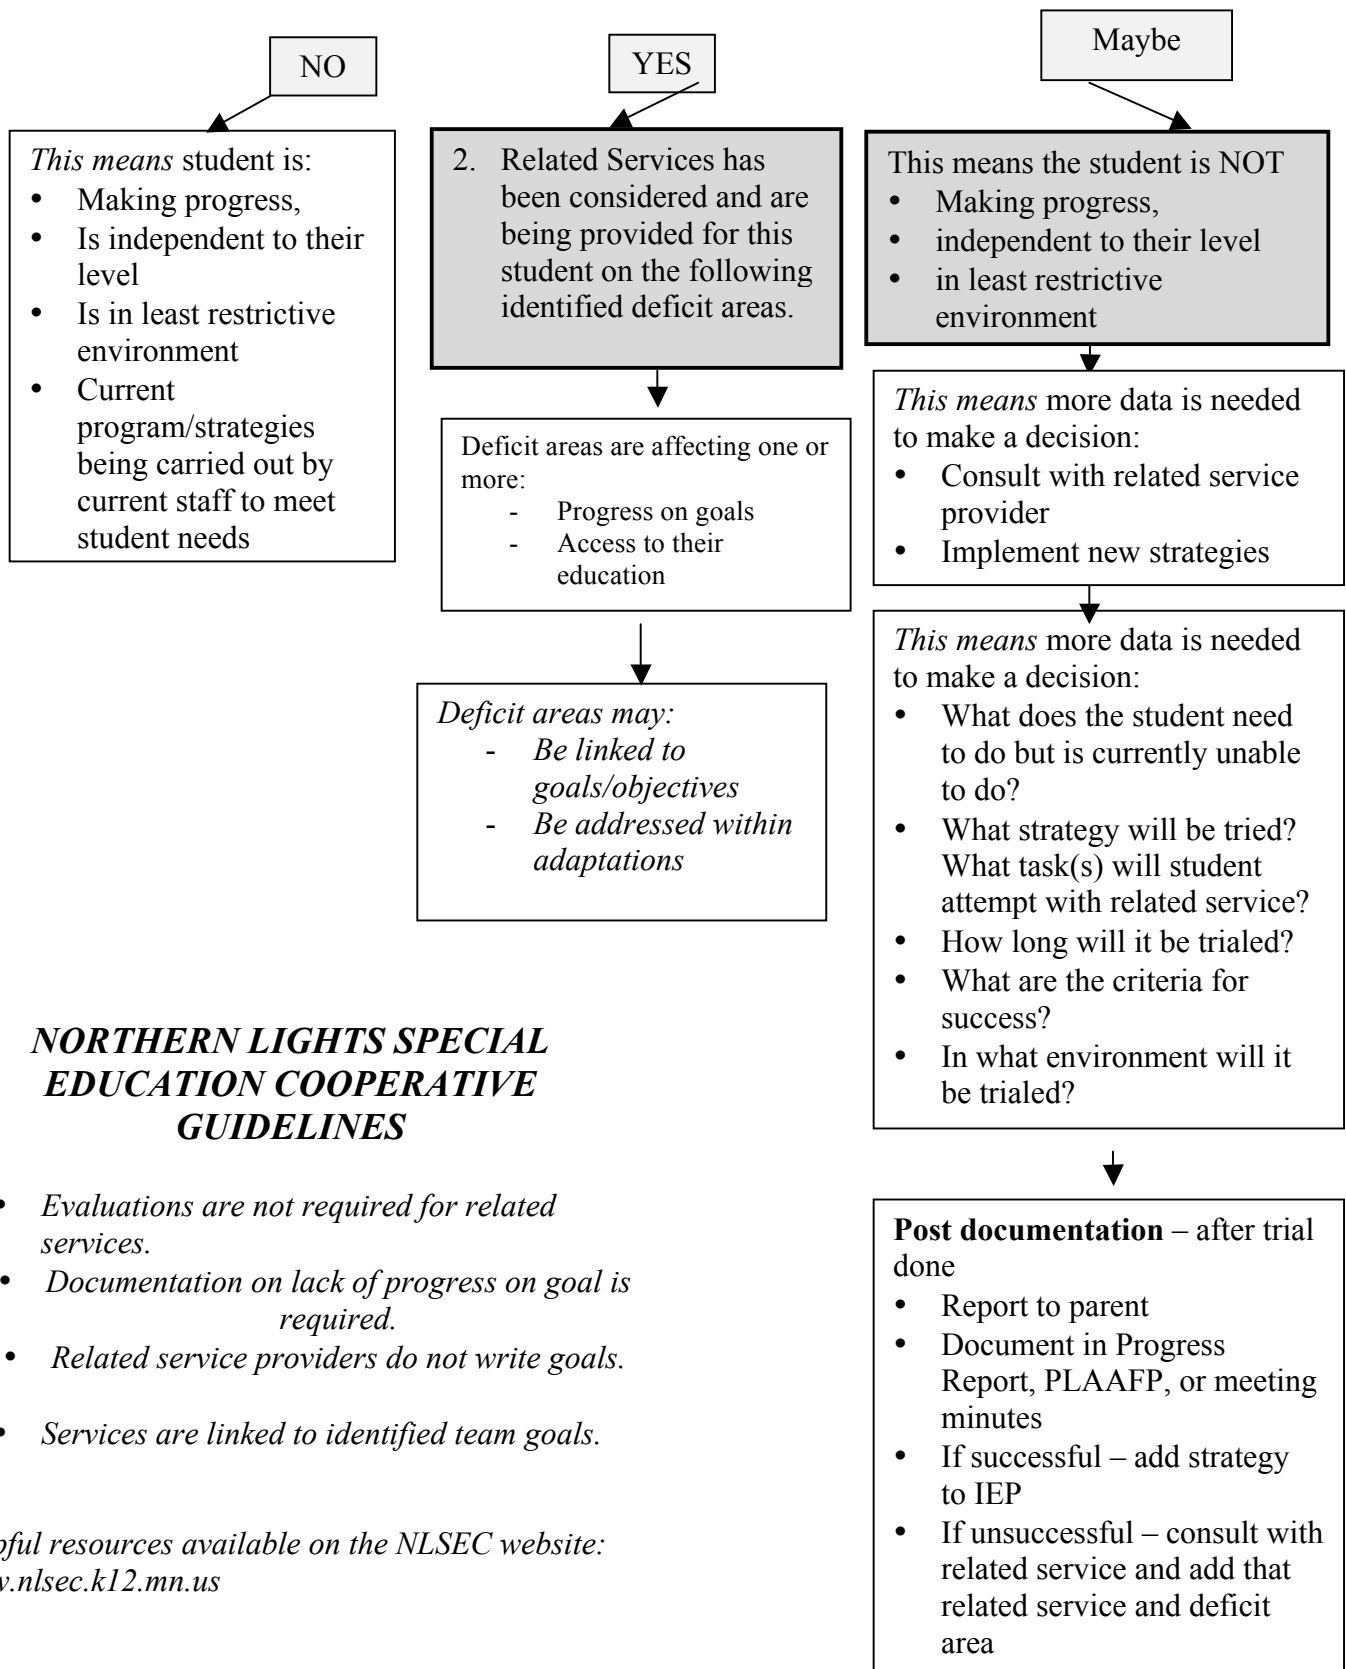 NO
This means student is:
• Making progress,
• Is independent to their
level
• Is in least restrictive
environment
• Current
program/strategies
being carried out by
current staff to meet
student needs
YES
2. Related Services has
been considered and are
being provided for this
student on the following
identified deficit areas.
Deficit areas are affecting one or
more:
- Progress on goals
- Access to their
education
Deficit areas may:
- Be linked to
goals/objectives
- Be addressed within
adaptations
Maybe
This means the student is NOT
• Making progress,
• independent to their level
• in least restrictive
environment
This means more data is needed
to make a decision:
• Consult with related service
provider
• Implement new strategies
This means more data is needed
to make a decision:
• What does the student need
to do but is currently unable
to do?
• What strategy will be tried?
What task(s) will student
attempt with related service?
• How long will it be trialed?
• What are the criteria for
success?
• In what environment will it
be trialed?
Post documentation – after trial
done
• Report to parent
• Document in Progress
Report, PLAAFP, or meeting
minutes
• If successful – add strategy
to IEP
• If unsuccessful – consult with
related service and add that
related service and deficit
area
NORTHERN LIGHTS SPECIAL
EDUCATION COOPERATIVE
GUIDELINES
• Evaluations are not required for related
services.
• Documentation on lack of progress on goal is
required.
• Related service providers do not write goals.
• Services are linked to identified team goals.
resources available on the NLSEC website:
.nlsec.k12.mn.us